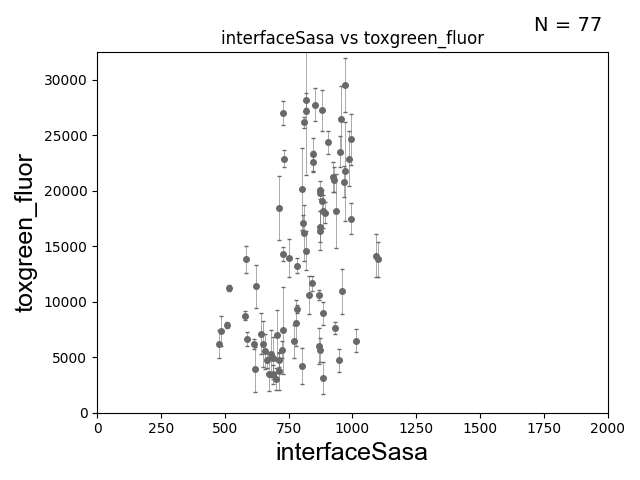 N = 77
interfaceSasa vs toxgreen_fluor
30000
25000
20000
15000
10000
5000
0
toxgreen_fluor
0 250 500 750 1000 1250 1500 1750 2000
interfaceSasa